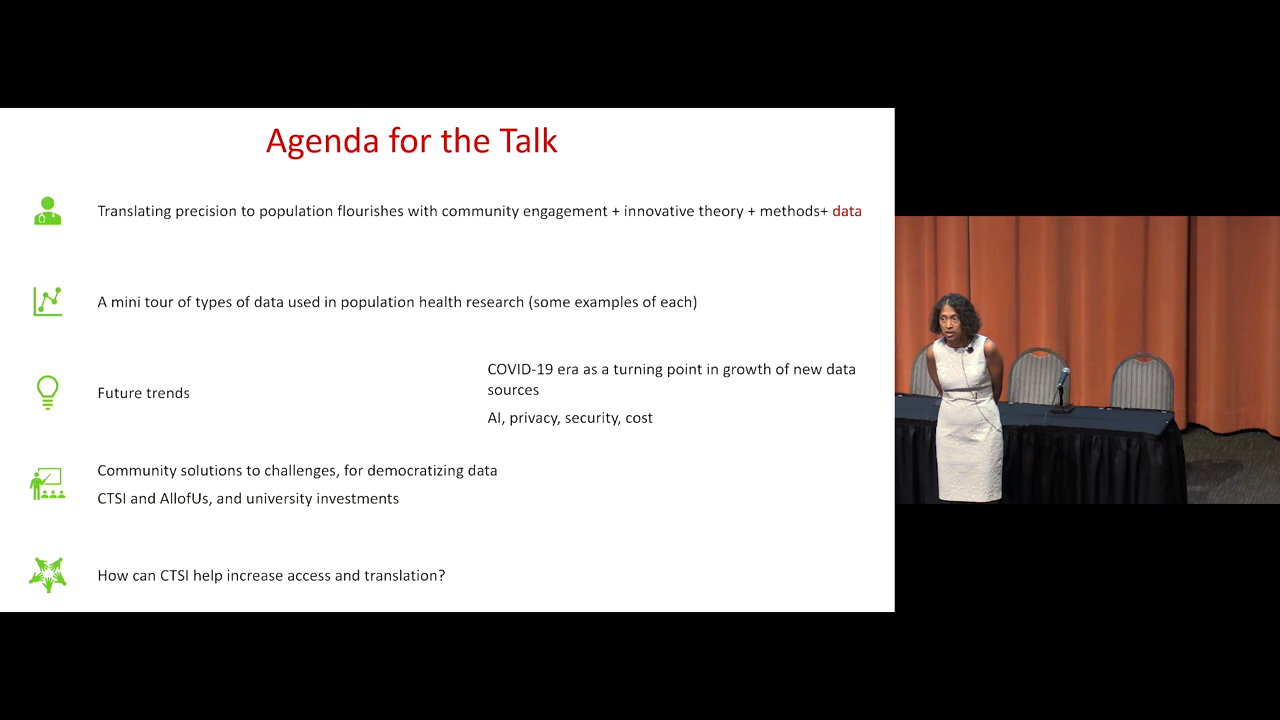 Agenda for the Talk
Translating precision to population flourishes with community engagement + innovative theory + methods+ data
A mini tour of types of data used in population health research (some examples of each)
Future trends
COVID-19 era as a turning point in growth of new data
sources
AI, privacy, security, cost
Community solutions to challenges, for democratizing data
CTSI and AllofUs, and university investments
How can CTSI help increase access and translation?